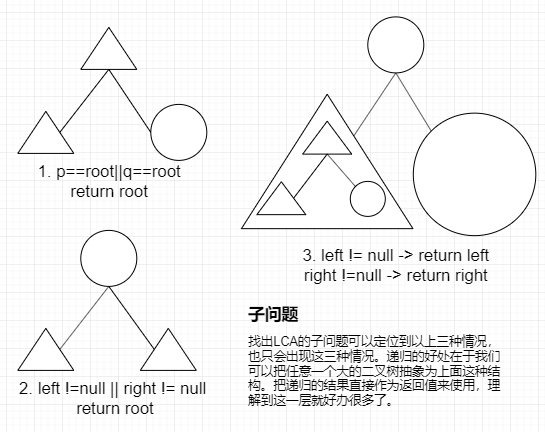 1. p==root||q==root
return root
3. left != null -> return left
right !=null -> return right
2. left !=null || right != null
return root
子问题
找出LCA的子问题可以定位到以上三种情况，
也只会出现这三种情况。递归的好处在于我们
可以把任意一个大的二叉树抽象为上面这种结
构。把递归的结果直接作为返回值来使用，理
解到这一层就好办很多了。